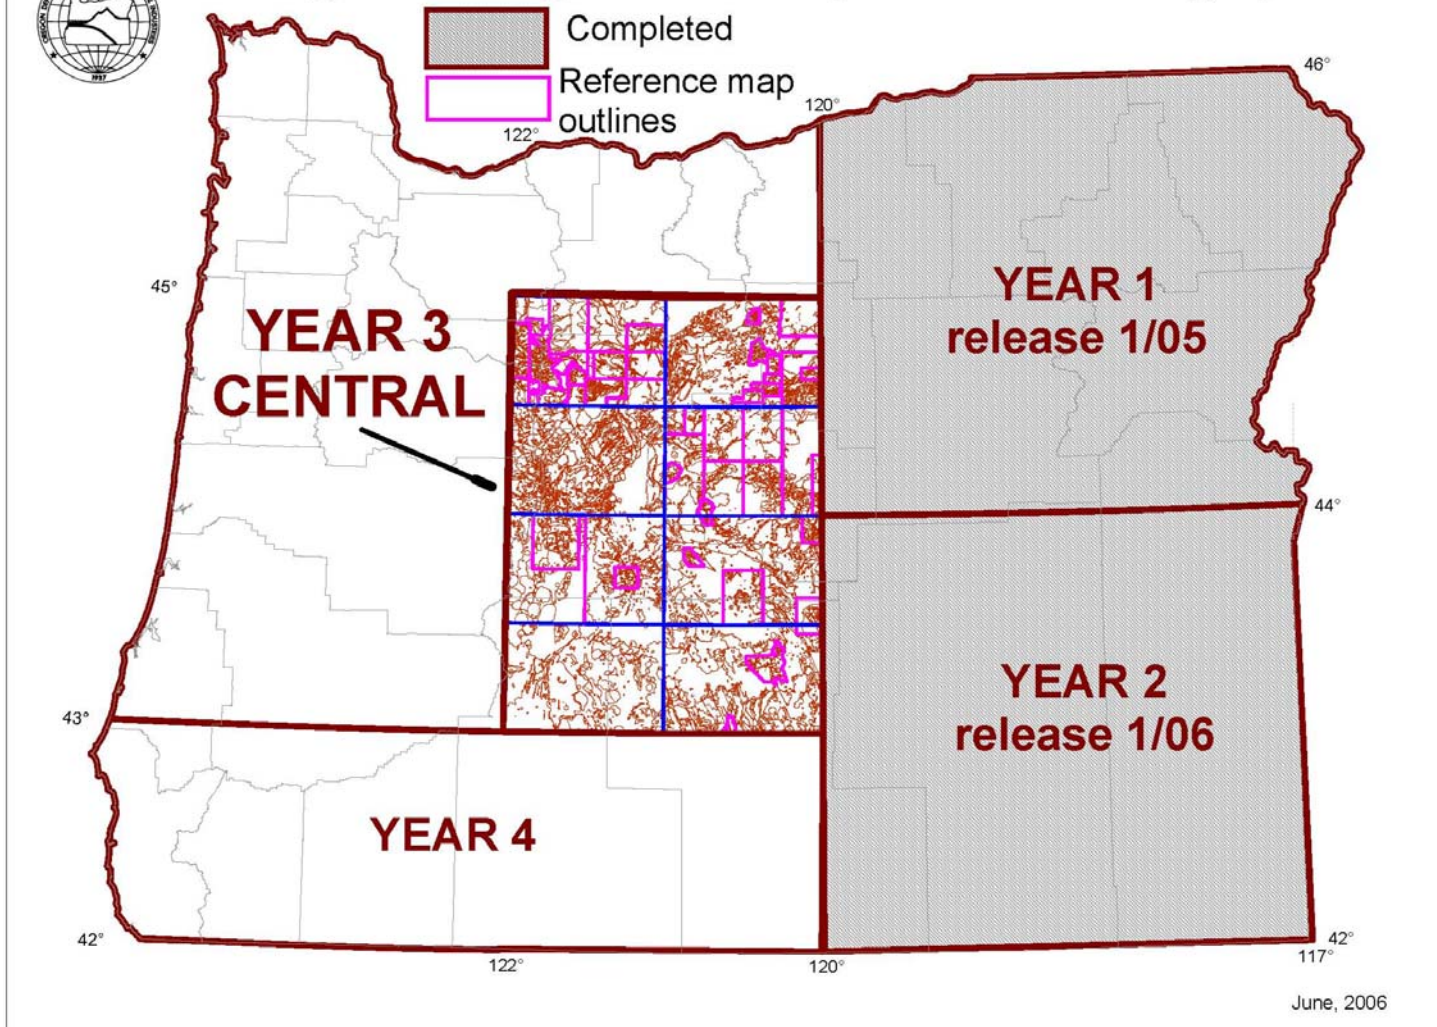 Completed
Reference map
outlines
46°
120°
122°
45°
YEAR 1
release 1/05
YEAR 3
CENTRAL
44°
YEAR 2
release 1/06
43°
YEAR 4
42°
42°
122°
120°
117°
June, 2006
1937